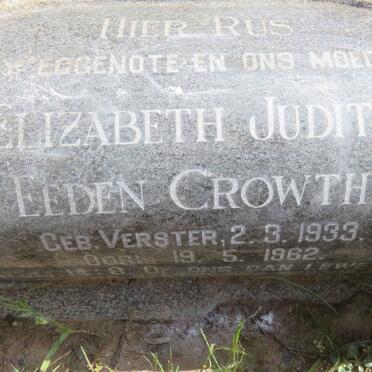 HIER RUS
MY EGGENOTE EN ONS MOED
ELIZABETH JUDIT
EEDEN CROWTH
GEB VERSTER, 2. 3. 1933.
OORL. 19. 5. 1962.